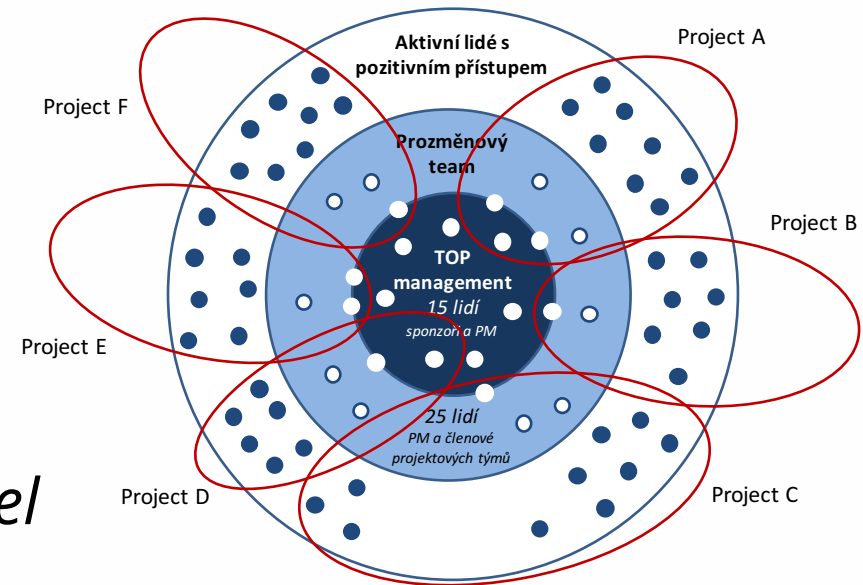 Aktivní lidé s
pozitivním přístupem
Project A
Project F
Prozměnový
team
Project B
TOP
management
15 lidí
sponzoři a PM
Project E
25 lidí
PM a členové
projektových týmů
Project D
Project C
el